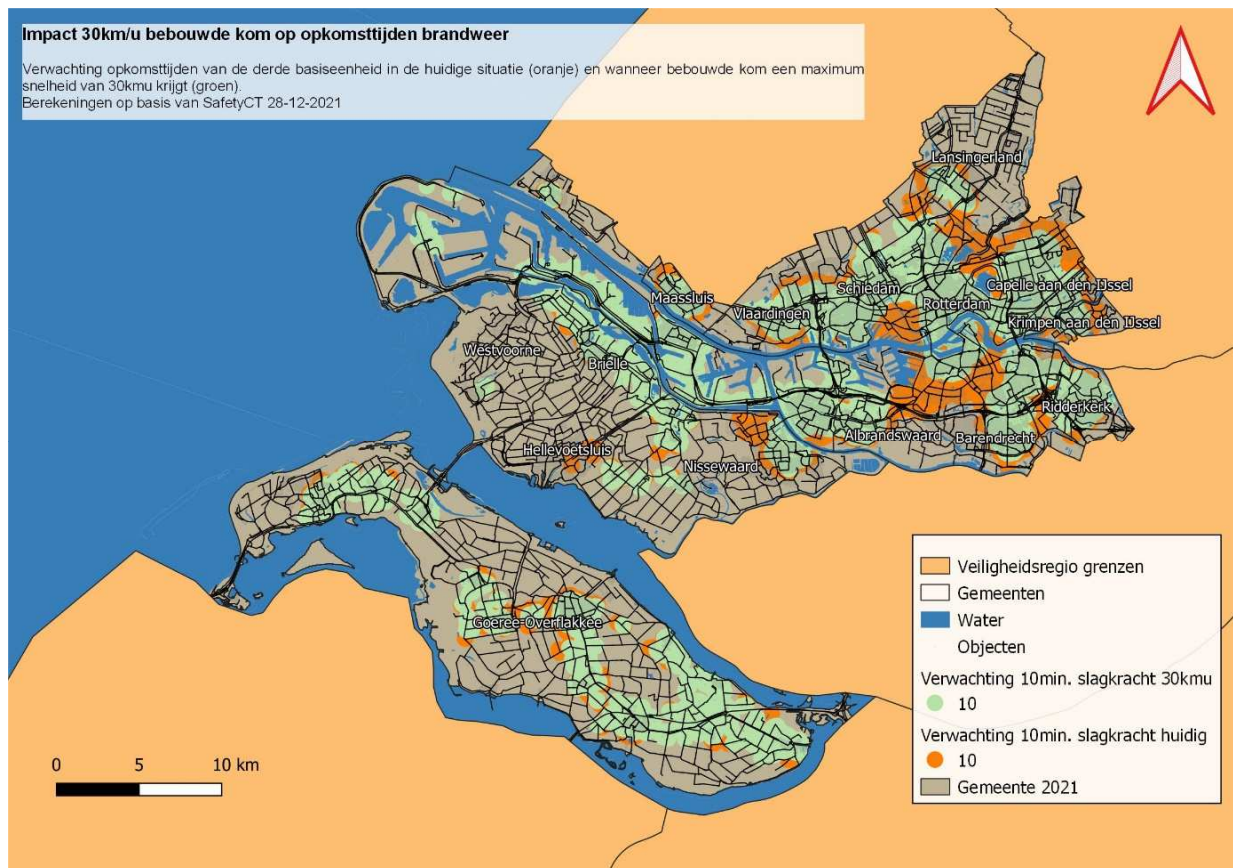 Impact 30km/u bebouwde kom op opkomsttijden brandweer
Verwachting opkomsttijden van de derde basiseenheid in de huidige situatie (oranje) en wanneer bebouwde kom een maximum
snelheid van 30kmu krijgt (groen).
Berekeningen op basis van SafetyCT 28-12-2021
Lansingerland
Maassluis
Schiedam
Capelle aan den IJssel
Vlaardingen
Rotterdam
Krimpen aan den IJssel
Westvoorne
Brielle
Ridderkerk
Albrandswaard
Barendrecht
Hellevoetsluis
Nissewaard
Goeree-Overflakkee
Veiligheidsregio grenzen
Gemeenten
Water
Objecten
Verwachting 10min. slagkracht 30kmu
10
Verwachting 10min. slagkracht huidig
10
Gemeente 2021
0 5 10 km